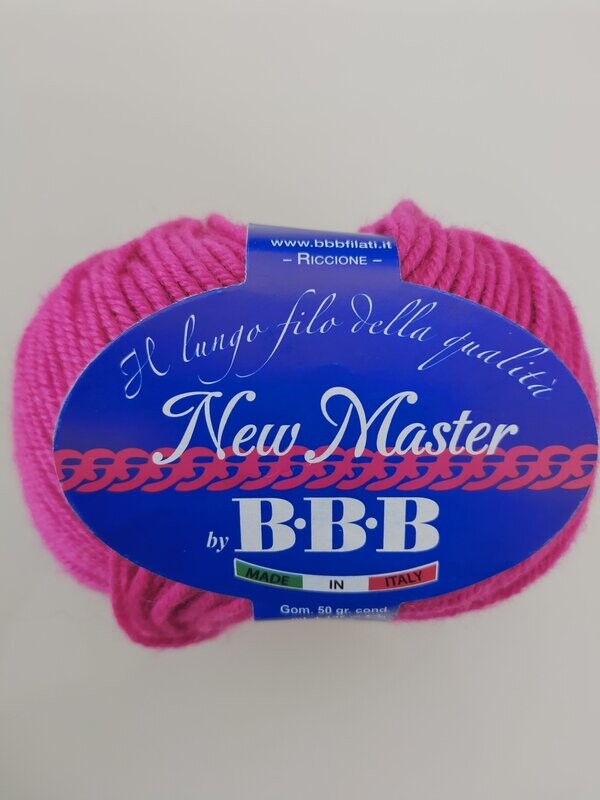 www.bbbfilati.it
– RICCIONE –
Il lungo filo della qualità
New Master
by B·B·B
MADE IN ITALY
Gom. 50 gr. cond.